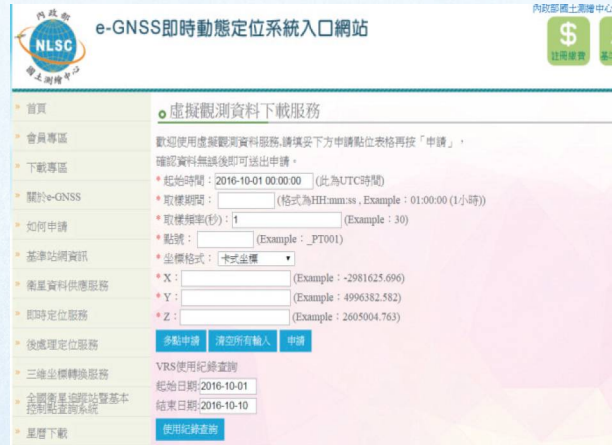 內政部
NLSC
國土測繪中心
e-GNSS即時動態定位系統入口網站
內政部國土測繪中心
$
註冊繳費
首頁
會員專區
下載專區
關於e-GNSS
如何申請
基準站網資訊
衛星資料供應服務
即時定位服務
後處理定位服務
三維坐標轉換服務
全國衛星追蹤站暨基本
控制點查詢系統
星曆下載
虛擬觀測資料下載服務
歡迎使用虛擬觀測資料服務,請填妥下方申請點位表格再按「申請」，
確認資料無誤後即可送出申請。
* 起始時間：2016-10-01 00:00:00 (此為UTC時間)
* 取樣期間： (格式為HH:mm:ss , Example：01:00:00 (1小時))
* 取樣頻率(秒)：1 (Example：30)
* 點號： (Example：_PT001)
* 坐標格式： 卡式坐標 ▼
* X： (Example：-2981625.696)
* Y： (Example：4996382.582)
* Z： (Example：2605004.763)
多點申請 清空所有輸入 申請
VRS使用紀錄查詢
起始日期:2016-10-01
結束日期:2016-10-10
使用紀錄查詢